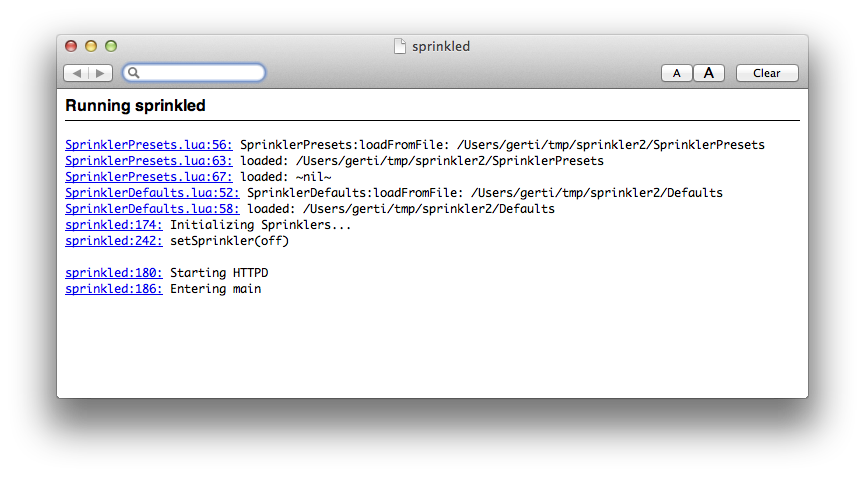 sprinkled
A A Clear
Running sprinkled
SprinklerPresets.lua:56: SprinklerPresets:loadFromFile: /Users/gerti/tmp/sprinkler2/SprinklerPresets
SprinklerPresets.lua:63: loaded: /Users/gerti/tmp/sprinkler2/SprinklerPresets
SprinklerPresets.lua:67: loaded: ~nil~
SprinklerDefaults.lua:52: SprinklerDefaults:loadFromFile: /Users/gerti/tmp/sprinkler2/Defaults
SprinklerDefaults.lua:58: loaded: /Users/gerti/tmp/sprinkler2/Defaults
sprinkled:174: Initializing Sprinklers...
sprinkled:242: setSprinkler(off)
sprinkled:180: Starting HTTPD
sprinkled:186: Entering main